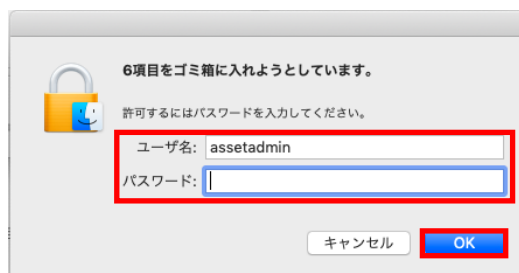 6項目をゴミ箱に入れようとしています。
許可するにはパスワードを入力してください。
ユーザ名: assetadmin
パスワード:
キャンセル OK